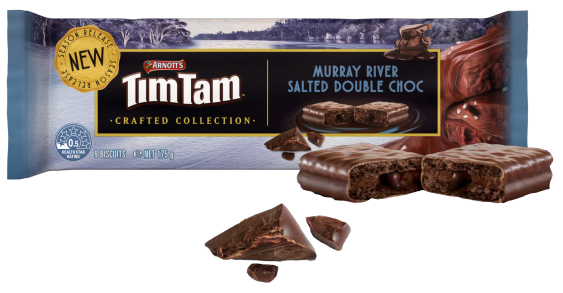 SEASON RELEASE
NEW
SEASON RELEASE
ARNOTT'S
TimTam
· CRAFTED COLLECTION ·
MURRAY RIVER
SALTED DOUBLE CHOC
0.5
HEALTH STAR
RATING
9 BISCUITS
NET 175g